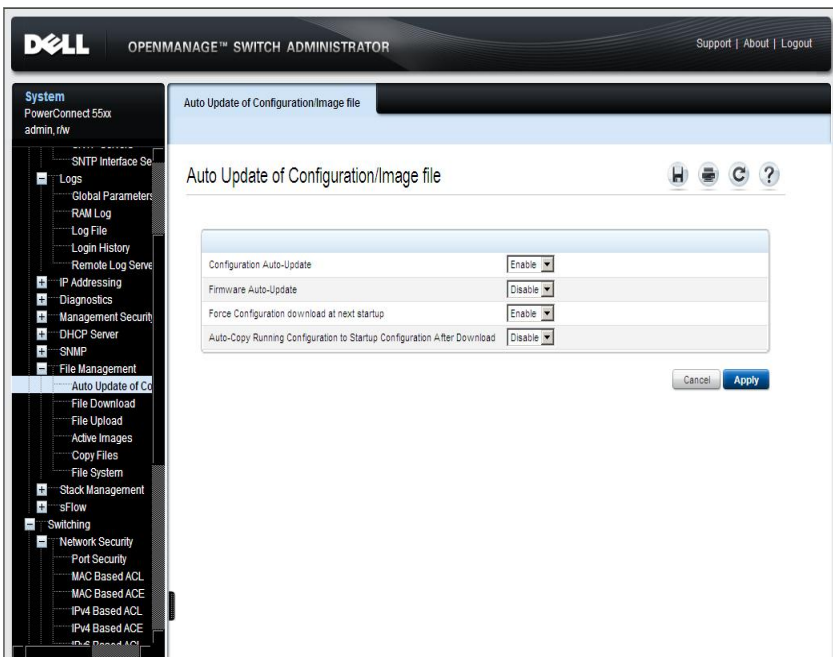 DELL
OPENMANAGE™ SWITCH ADMINISTRATOR
Support | About | Logout
System
PowerConnect 55xx
admin, r/w
Auto Update of Configuration/Image file
SNTP Interface Se
Logs
Global Parameters
RAM Log
Log File
Login History
Remote Log Serve
IP Addressing
Diagnostics
Management Security
DHCP Server
SNMP
File Management
Auto Update of Co
File Download
File Upload
Active Images
Copy Files
File System
Stack Management
sFlow
Switching
Network Security
Port Security
MAC Based ACL
MAC Based ACE
IPv4 Based ACL
IPv4 Based ACE
Auto Update of Configuration/Image file
Configuration Auto-Update Enable
Firmware Auto-Update Disable
Force Configuration download at next startup Enable
Auto-Copy Running Configuration to Startup Configuration After Download Disable
Cancel Apply